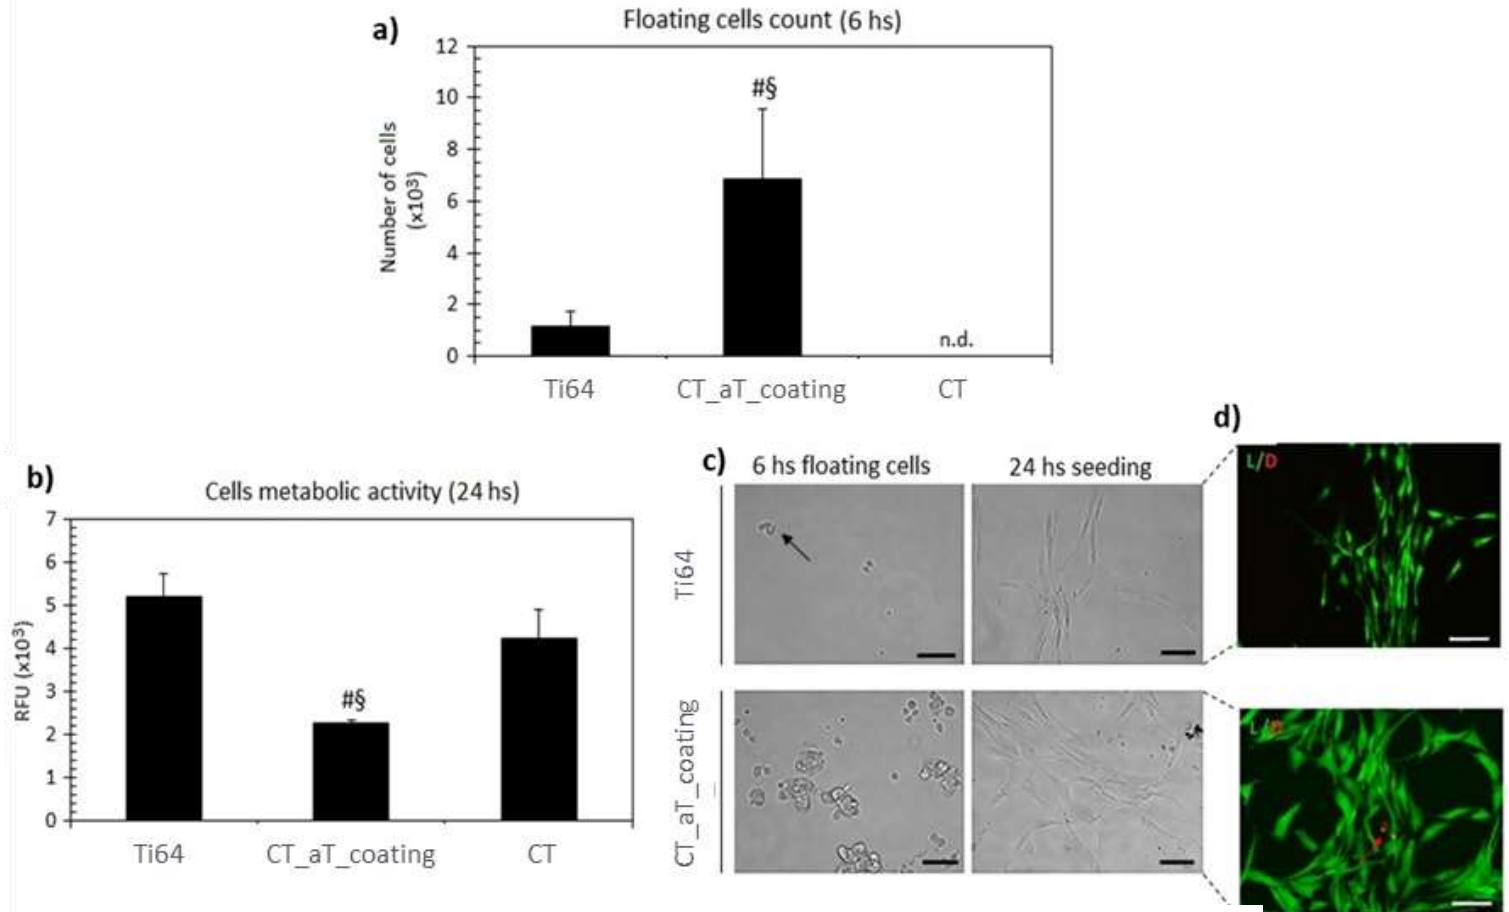 a)
Floating cells count (6 hs)
12
10
8
6
4
2
0
Number of cells
(x10³)
#§
n.d.
Ti64
CT_aT_coating
CT
b)
Cells metabolic activity (24 hs)
7
6
5
4
3
2
1
0
RFU (x10³)
#§
Ti64
CT_aT_coating
CT
c)
6 hs floating cells
24 hs seeding
Ti64
CT_aT_coating
d)
L/D
L/D